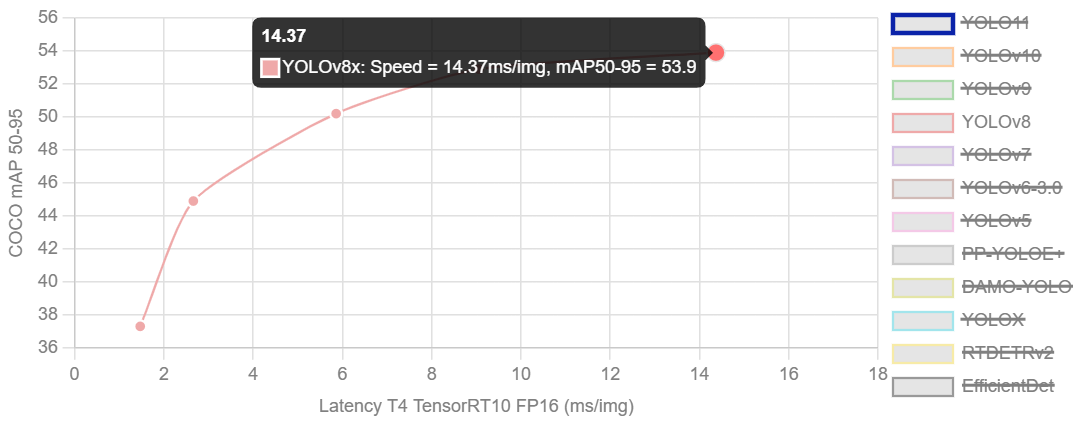 56
54
52
50
48
46
44
42
40
38
36
COCO mAP 50-95
14.37
YOLOv8x: Speed = 14.37ms/img, mAP50-95 = 53.9
0 2 4 6 8 10 12 14 16 18
Latency T4 TensorRT10 FP16 (ms/img)
YOLO11
YOLOv10
YOLOv9
YOLOv8
YOLOv7
YOLOv6-3.0
YOLOv5
PP-YOLOE+
DAMO-YOLO
YOLOX
RTDETRv2
EfficientDet